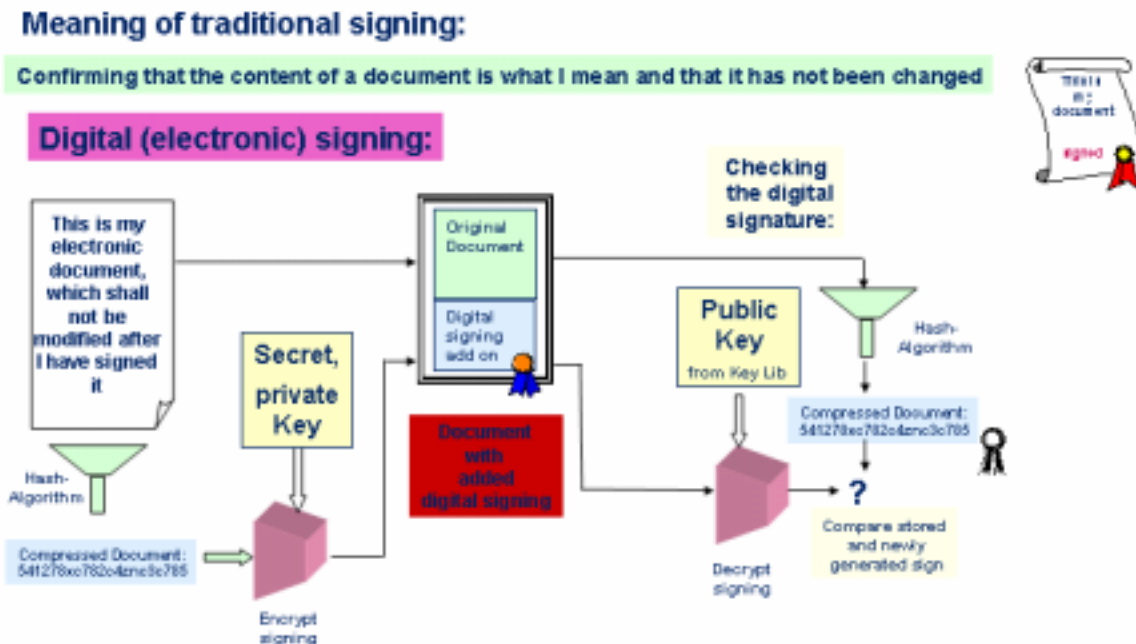 Meaning of traditional signing:
Confirming that the content of a document is what I mean and that it has not been changed
This is
my
document
signed
Digital (electronic) signing:
Checking
the digital
signature:
This is my
electronic
document,
which shall
not be
modified after
I have signed
it
Original
Document
Digital
signing
add on
Secret,
private
Key
Public
Key
from Key Lib
Hash-
Algorithm
Document
with
added
digital signing
Compressed Document:
Hash-
Algorithm
?
Compare stored
and newly
generated sign
Compressed Document:
Decrypt
signing
Encrypt
signing